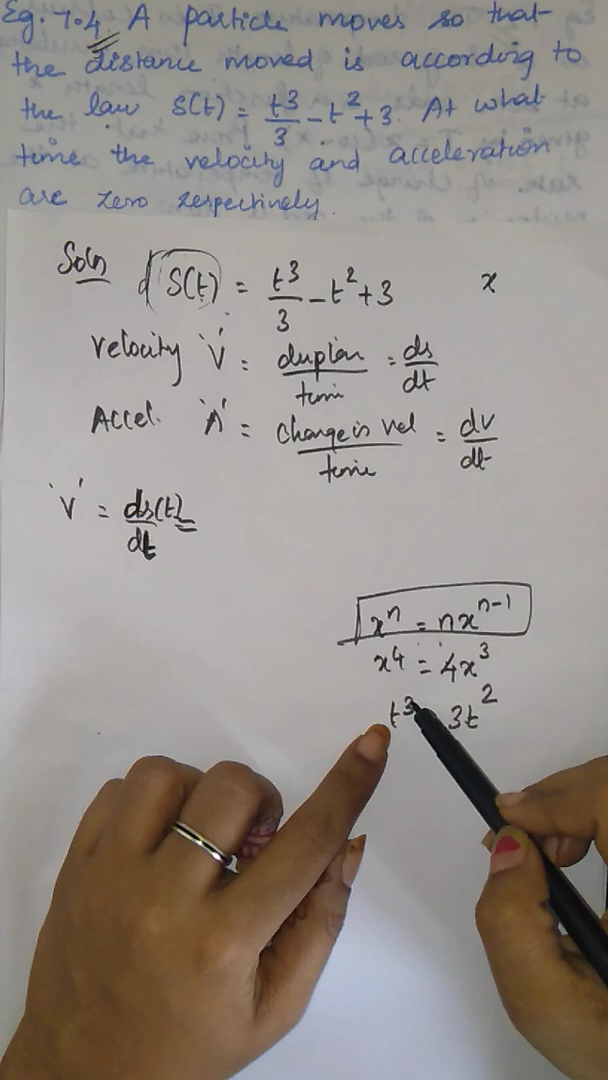 Eg. 7.4. A particle moves so that
the distance moved is according to
the law S(t) = t³/3 - t² + 3. At what
time the velocity and acceleration
are zero respectively.
Soln S(t) = t³/3 - t² + 3 x
Velocity 'V' = / time = ds/dt
Accel. 'A' = change in vel / time = dv/dt
'V' = ds(t)/dt
xⁿ = nxⁿ⁻¹
x⁴ = 4x³
t³ 3t²